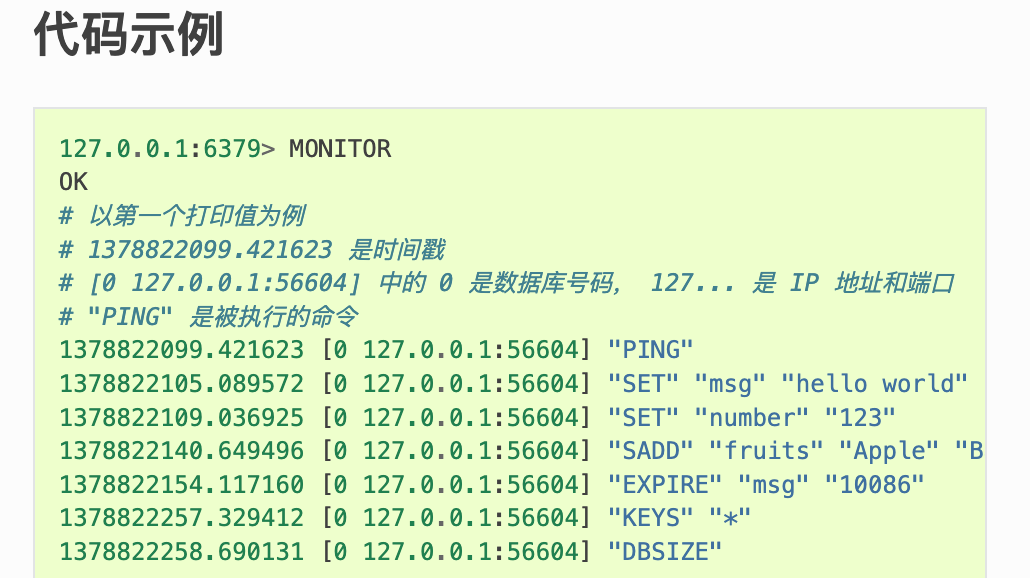 代码示例
127.0.0.1:6379> MONITOR
OK
# 以第一个打印值为例
# 1378822099.421623 是时间戳
# [0 127.0.0.1:56604] 中的 0 是数据库号码， 127... 是 IP 地址和端口
# "PING" 是被执行的命令
1378822099.421623 [0 127.0.0.1:56604] "PING"
1378822105.089572 [0 127.0.0.1:56604] "SET" "msg" "hello world"
1378822109.036925 [0 127.0.0.1:56604] "SET" "number" "123"
1378822140.649496 [0 127.0.0.1:56604] "SADD" "fruits" "Apple" "B
1378822154.117160 [0 127.0.0.1:56604] "EXPIRE" "msg" "10086"
1378822257.329412 [0 127.0.0.1:56604] "KEYS" "*"
1378822258.690131 [0 127.0.0.1:56604] "DBSIZE"